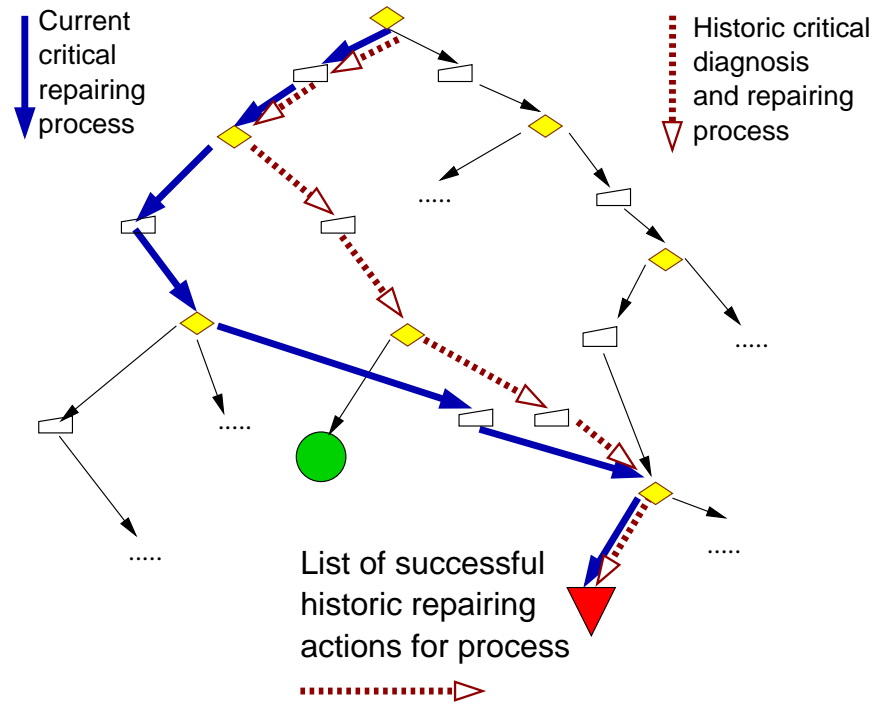 Current
critical
repairing
process
Historic critical
diagnosis
and repairing
process
.....
.....
.....
.....
.....
List of successful
historic repairing
actions for process